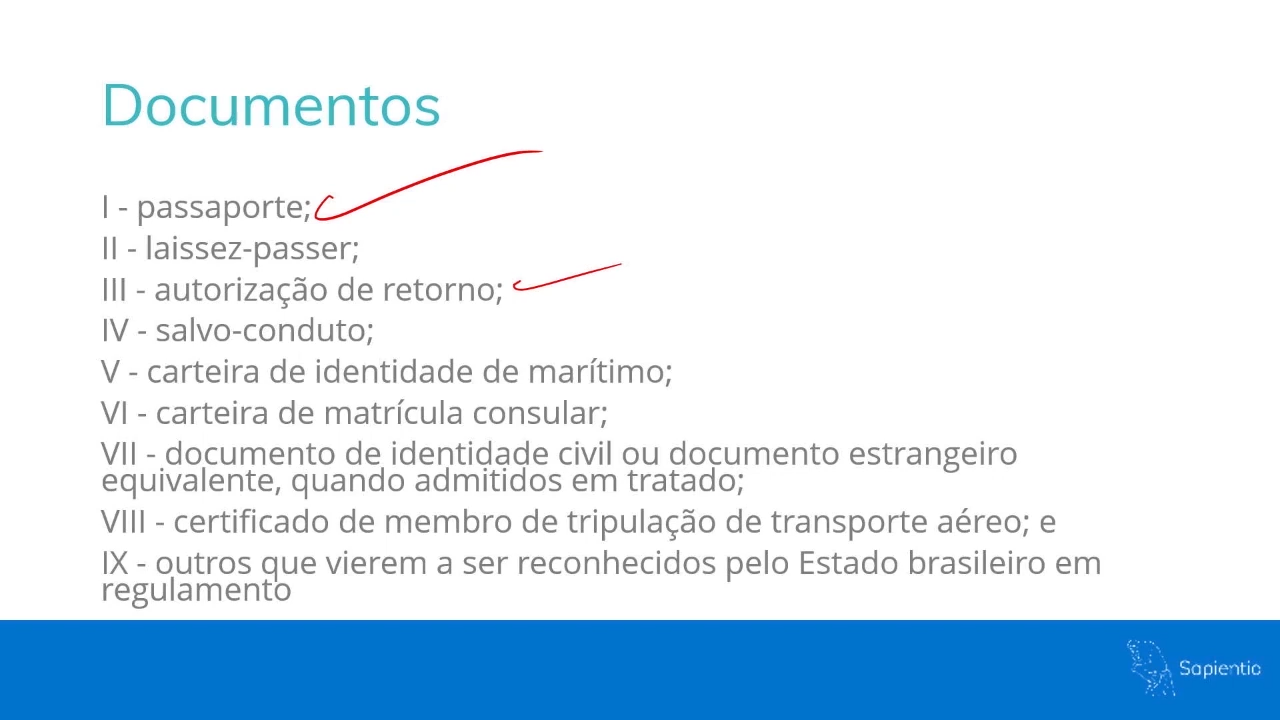 Documentos
I - passaporte;
II - laissez-passer;
III - autorização de retorno;
IV - salvo-conduto;
V - carteira de identidade de marítimo;
VI - carteira de matrícula consular;
VII - documento de identidade civil ou documento estrangeiro
equivalente, quando admitidos em tratado;
VIII - certificado de membro de tripulação de transporte aéreo; e
IX - outros que vierem a ser reconhecidos pelo Estado brasileiro em
regulamento
Sapientia